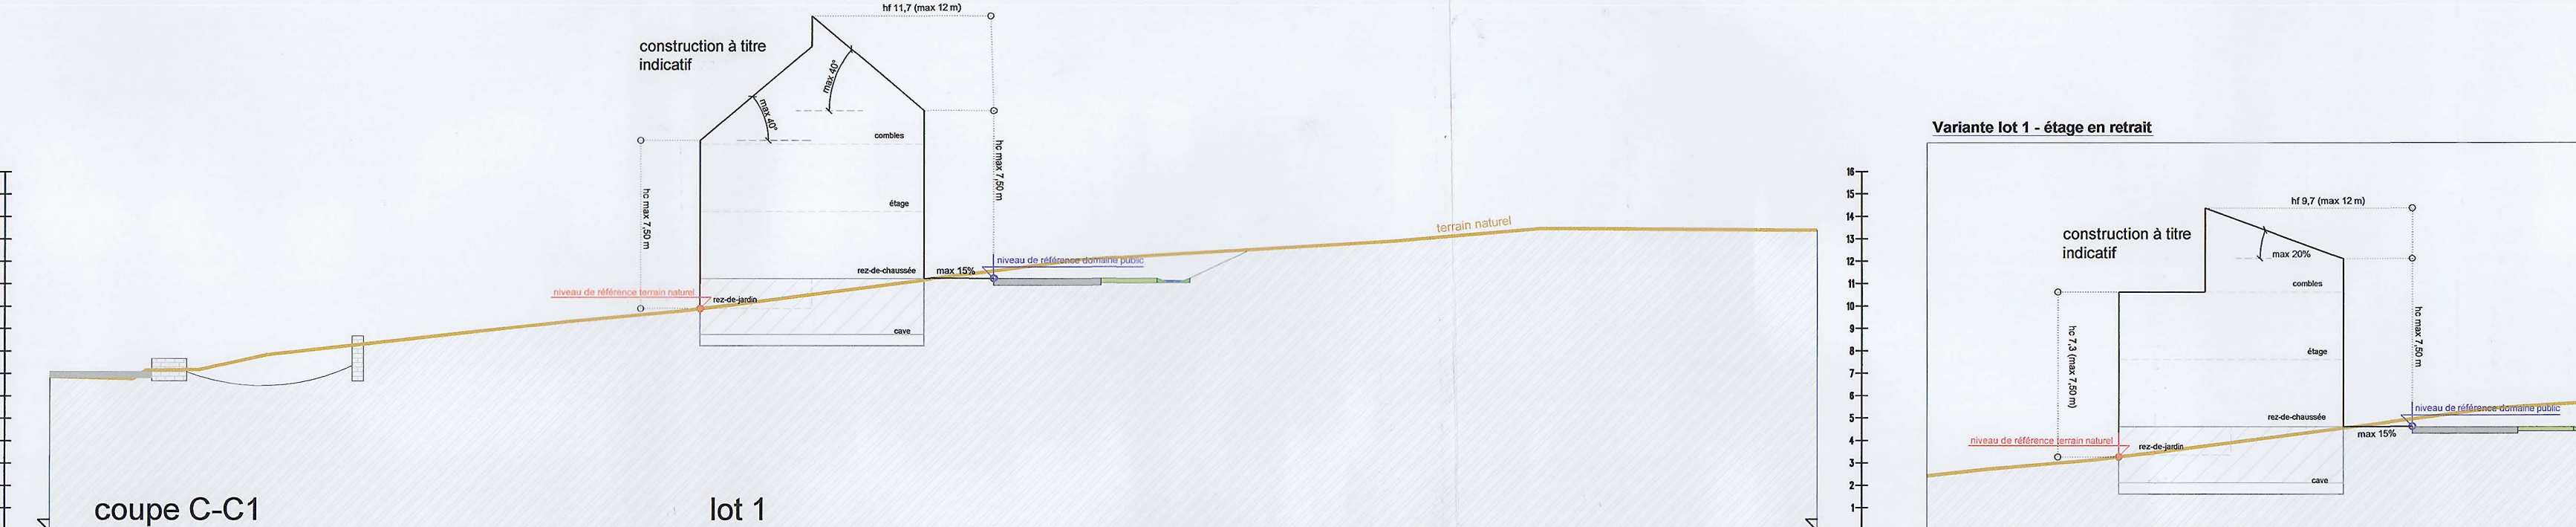 hf 11,7 (max 12 m)
construction à titre
indicatif
max 40°
max 40°
combles
hc max 7,50 m
hc max 7,50 m
étage
terrain naturel
niveau de référence domaine public
rez-de-chaussée
max 15%
niveau de référence terrain naturel
rez-de-jardin
cave
coupe C-C1
lot 1
16
15
14
13
12
11
10
9
8
7
6
5
4
3
2
1
Variante lot 1 - étage en retrait
hf 9,7 (max 12 m)
construction à titre
indicatif
max 20%
combles
hc 7,3 (max 7,50 m)
hc max 7,50 m
étage
niveau de référence domaine public
rez-de-chaussée
max 15%
niveau de référence terrain naturel
rez-de-jardin
cave